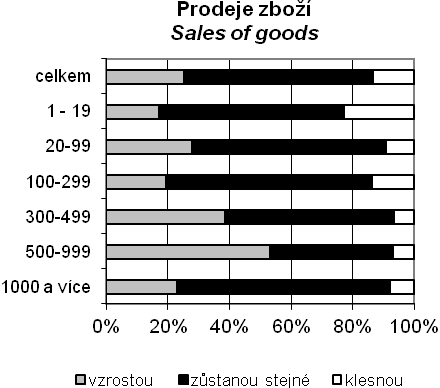 Prodeje zboží
Sales of goods
celkem
1 - 19
20-99
100-299
300-499
500-999
1000 a více
0% 20% 40% 60% 80% 100%
vzrostou zůstanou stejné klesnou